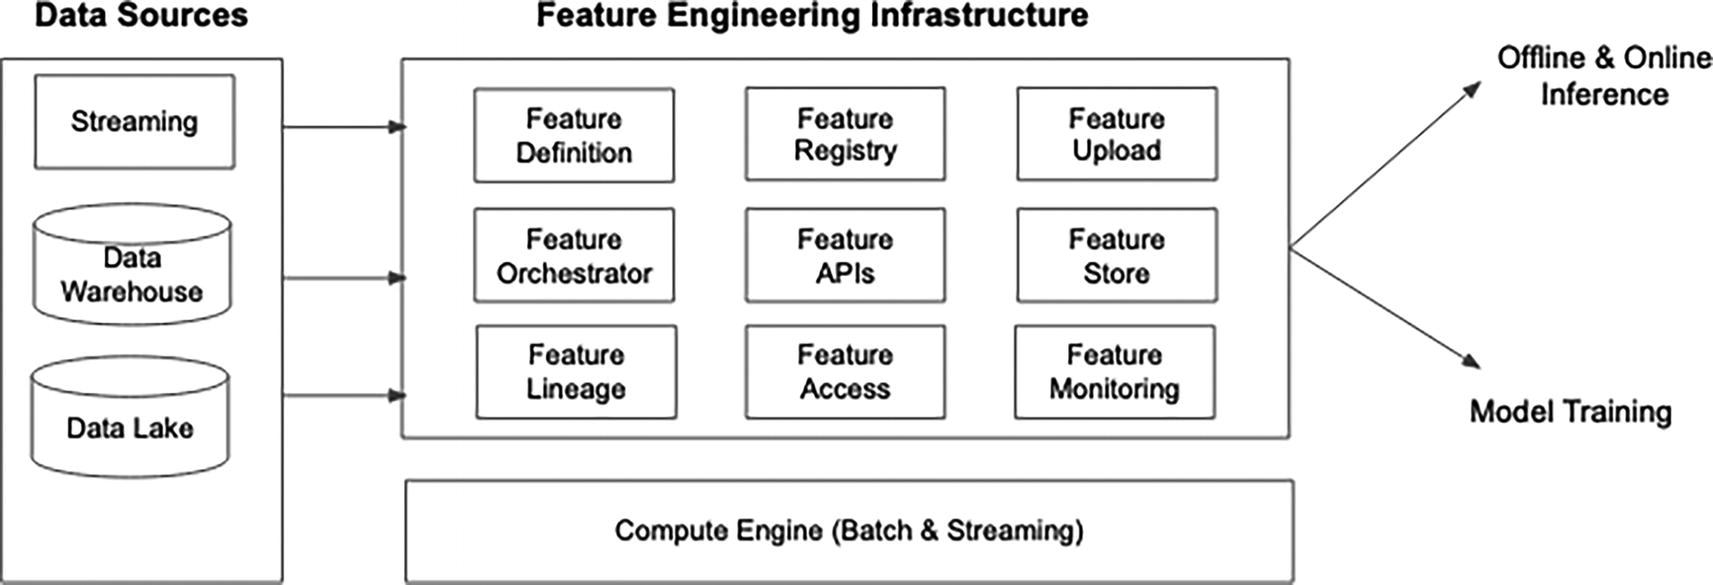 Data Sources
Feature Engineering Infrastructure
Streaming
Data
Warehouse
Data Lake
Feature
Definition
Feature
Registry
Feature
Upload
Feature
Orchestrator
Feature
APIs
Feature
Store
Feature
Lineage
Feature
Access
Feature
Monitoring
Compute Engine (Batch & Streaming)
Offline & Online
Inference
Model Training